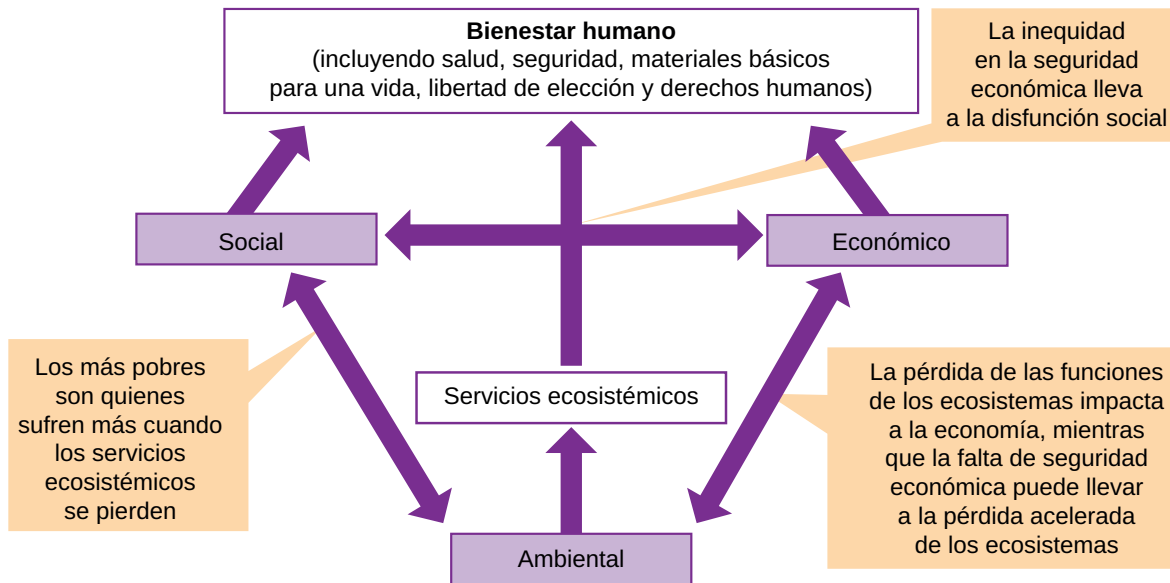 Bienestar humano
(incluyendo salud, seguridad, materiales básicos
para una vida, libertad de elección y derechos humanos)
La inequidad
en la seguridad
económica lleva
a la disfunción social
Social
Económico
Los más pobres
son quienes
sufren más cuando
los servicios
ecosistémicos
se pierden
Servicios ecosistémicos
La pérdida de las funciones
de los ecosistemas impacta
a la economía, mientras
que la falta de seguridad
económica puede llevar
a la pérdida acelerada
de los ecosistemas
Ambiental